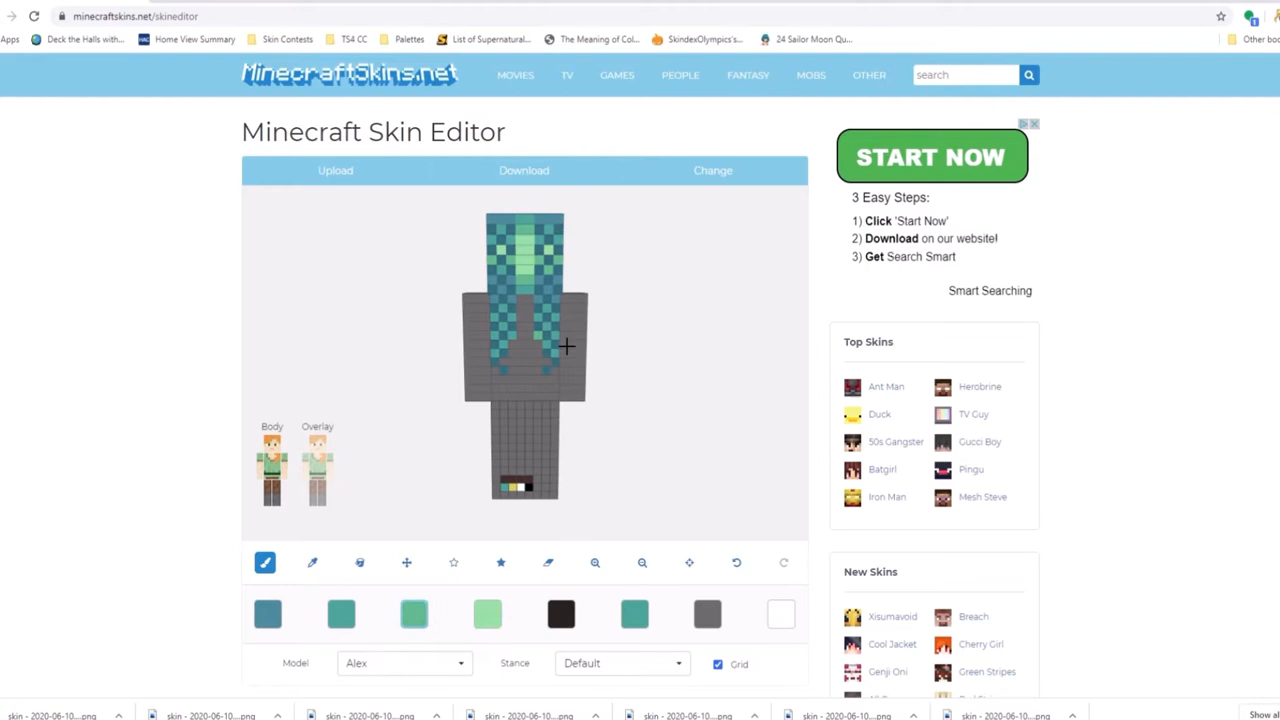 minecraftskins.net/skineditor
Apps
Deck the Halls with...
Home View Summary
Skin Contests
TS4 CC
Palettes
List of Supernatural...
The Meaning of Col...
SkindexOlympics's...
24 Sailor Moon Qu...
Other boo
MinecraftSkins.net
MOVIES
TV
GAMES
PEOPLE
FANTASY
MOBS
OTHER
search
Minecraft Skin Editor
Upload
Download
Change
START NOW
3 Easy Steps:
1) Click 'Start Now'
2) Download on our website!
3) Get Search Smart
Smart Searching
Body
Overlay
Top Skins
Ant Man
Herobrine
Duck
TV Guy
50s Gangster
Gucci Boy
Batgirl
Pingu
Iron Man
Mesh Steve
New Skins
Xisumavoid
Breach
Cool Jacket
Cherry Girl
Genji Oni
Green Stripes
Model
Alex
Stance
Default
Grid
skin - 2020-06-10....png
skin - 2020-06-10....png
skin - 2020-06-10....png
skin - 2020-06-10....png
skin - 2020-06-10....png
skin - 2020-06-10....png
skin - 2020-06-10....png
Show al